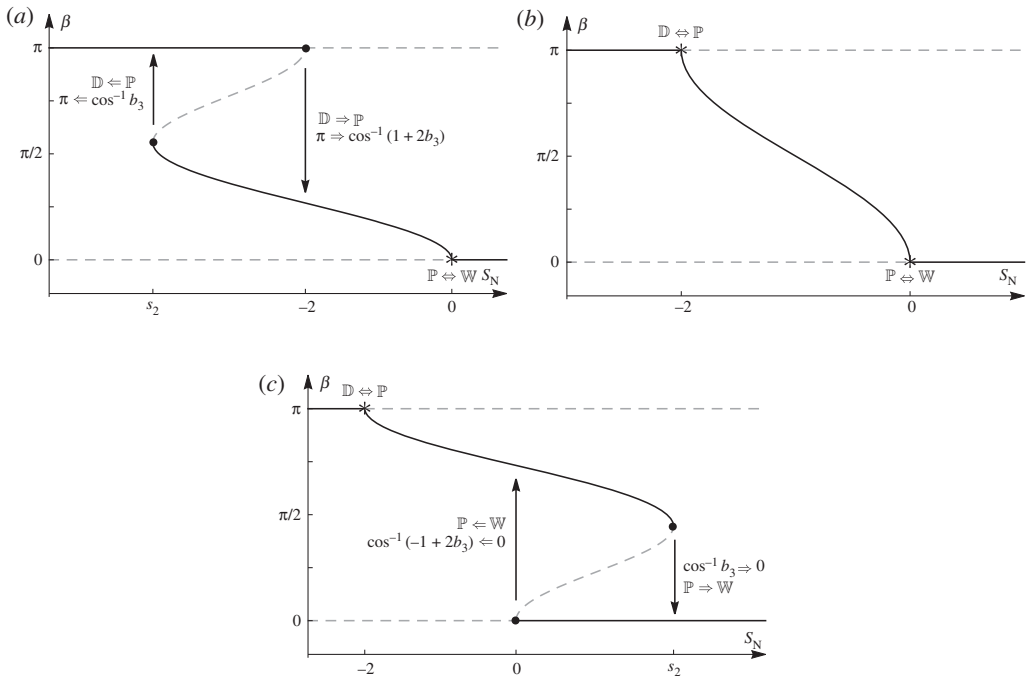 (a)
β
π
𝔻 ⇐ ℙ
π ⇐ cos⁻¹ b₃
𝔻 ⇒ ℙ
π ⇒ cos⁻¹ (1 + 2b₃)
π/2
0
ℙ ⇔ 𝕎 S_N
s₂
−2
0
(b)
β
𝔻 ⇔ ℙ
π
π/2
0
ℙ ⇔ 𝕎
S_N
−2
0
(c)
β
𝔻 ⇔ ℙ
π
π/2
ℙ ⇐ 𝕎
cos⁻¹ (−1 + 2b₃) ⇐ 0
cos⁻¹ b₃ ⇒ 0
ℙ ⇒ 𝕎
0
S_N
−2
0
s₂